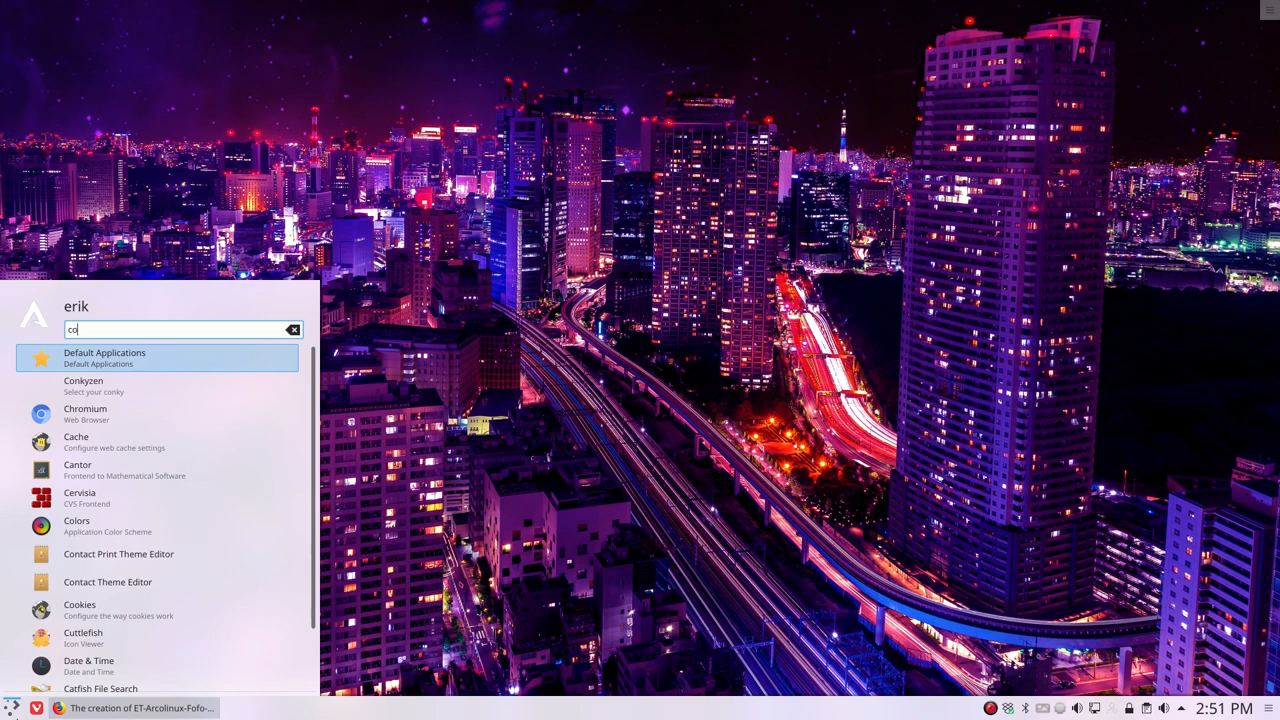 erik
co
Default Applications
Default Applications
Conkyzen
Select your conky
Chromium
Web Browser
Cache
Configure web cache settings
Cantor
Frontend to Mathematical Software
Cervisia
CVS Frontend
Colors
Application Color Scheme
Contact Print Theme Editor
Contact Theme Editor
Cookies
Configure the way cookies work
Cuttlefish
Icon Viewer
Date & Time
Date and Time
Catfish File Search
The creation of ET-Arcolinux-Fofo-...
2:51 PM